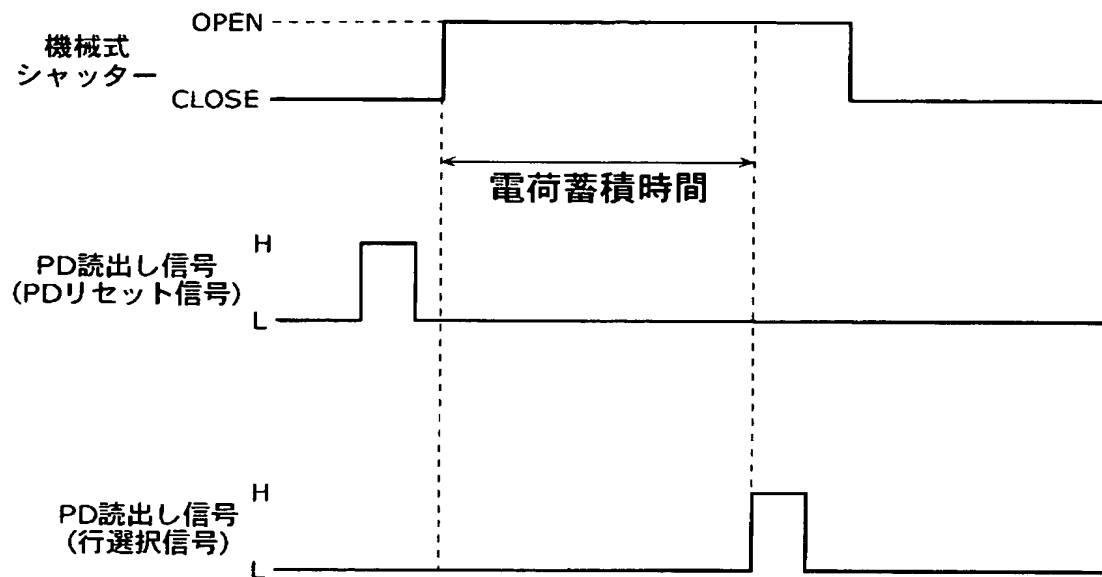 OPEN
機械式
シャッター
CLOSE
電荷蓄積時間
H
PD読出し信号
(PDリセット信号)
L
H
PD読出し信号
(行選択信号)
L